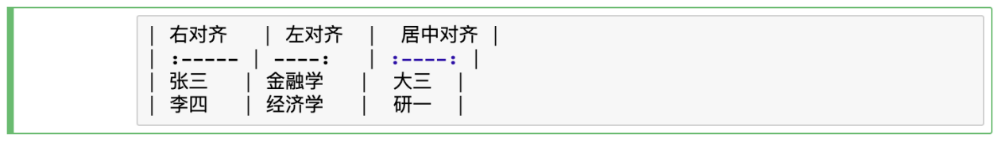 | 右对齐 | 左对齐 | 居中对齐 |
| :----- | ----: | :----: |
| 张三 | 金融学 | 大三 |
| 李四 | 经济学 | 研一 |